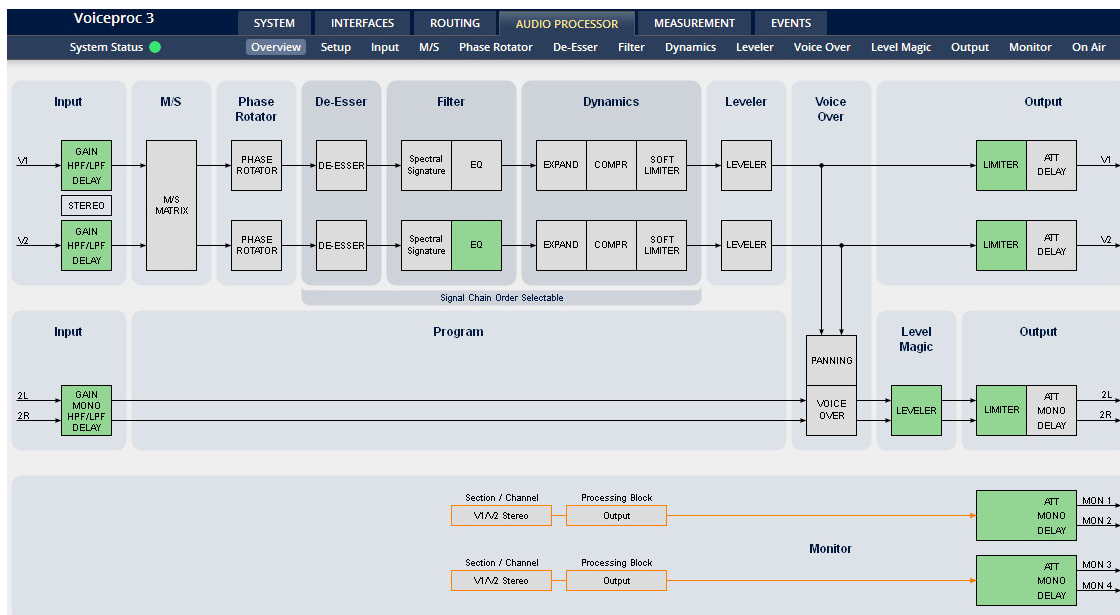 Voiceproc 3
SYSTEM INTERFACES ROUTING AUDIO PROCESSOR MEASUREMENT EVENTS
System Status Overview Setup Input M/S Phase Rotator De-Esser Filter Dynamics Leveler Voice Over Level Magic Output Monitor On Air
Input M/S Phase De-Esser Filter Dynamics Leveler Voice Output
Rotator Over
V1 GAIN
HPF/LPF
DELAY
STEREO
V2 GAIN
HPF/LPF
DELAY
M/S
MATRIX
PHASE
ROTATOR
DE-ESSER
Spectral
Signature
EQ
EXPAND
COMPR
SOFT
LIMITER
LEVELER
LIMITER
ATT
DELAY
V1
PHASE
ROTATOR
DE-ESSER
Spectral
Signature
EQ
EXPAND
COMPR
SOFT
LIMITER
LEVELER
LIMITER
ATT
DELAY
V2
Signal Chain Order Selectable
Input Program Level Output
Magic
2L
2R
GAIN
MONO
HPF/LPF
DELAY
PANNING
VOICE
OVER
LEVELER
LIMITER
ATT
MONO
DELAY
2L
2R
Section / Channel Processing Block
V1/V2 Stereo Output
ATT
MONO
DELAY
MON 1
MON 2
Monitor
Section / Channel Processing Block
V1/V2 Stereo Output
ATT
MONO
DELAY
MON 3
MON 4